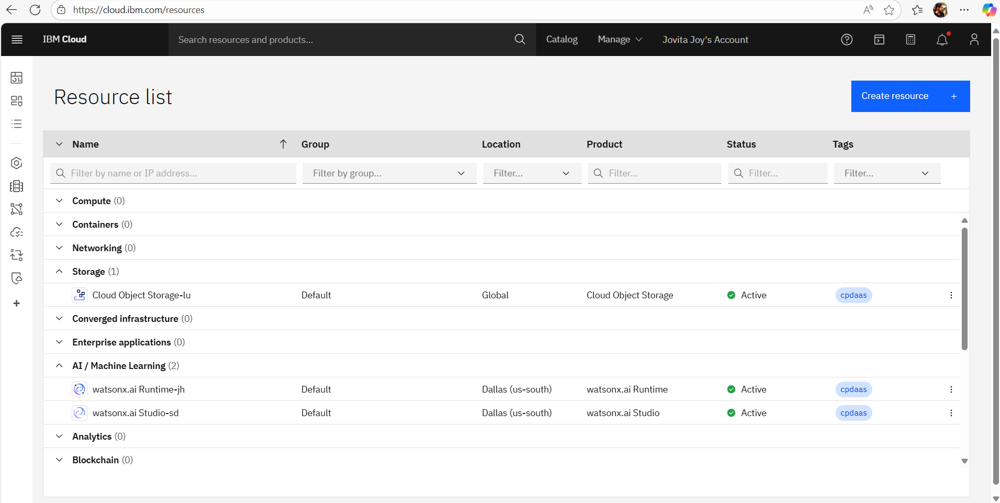 https://cloud.ibm.com/resources
IBM Cloud
Search resources and products...
Catalog
Manage
Jovita Joy's Account
Resource list
Create resource +
Name Group Location Product Status Tags
Filter by name or IP address... Filter by group... Filter... Filter... Filter... Filter...
Compute (0)
Containers (0)
Networking (0)
Storage (1)
Cloud Object Storage-lu Default Global Cloud Object Storage Active cpdaas
Converged infrastructure (0)
Enterprise applications (0)
AI / Machine Learning (2)
watsonx.ai Runtime-jh Default Dallas (us-south) watsonx.ai Runtime Active cpdaas
watsonx.ai Studio-sd Default Dallas (us-south) watsonx.ai Studio Active cpdaas
Analytics (0)
Blockchain (0)